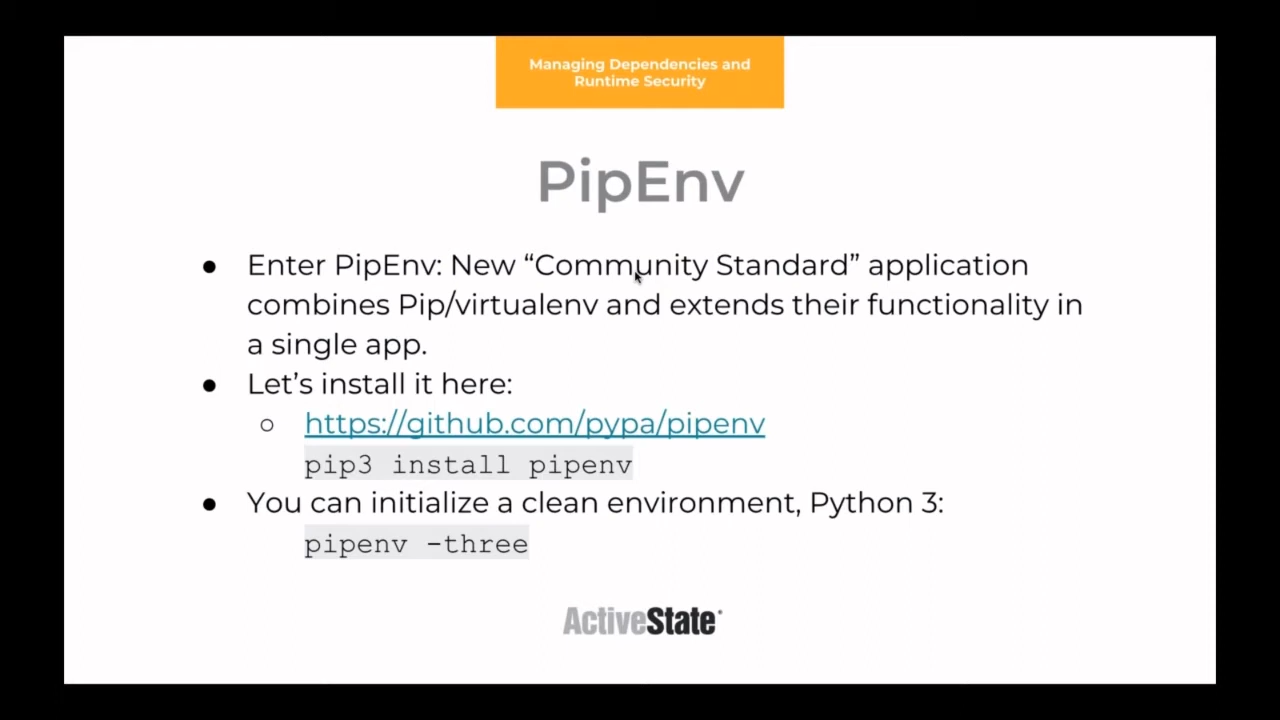 Managing Dependencies and
Runtime Security
PipEnv
● Enter PipEnv: New “Community Standard” application
combines Pip/virtualenv and extends their functionality in
a single app.
● Let’s install it here:
○ https://github.com/pypa/pipenv
pip3 install pipenv
● You can initialize a clean environment, Python 3:
pipenv -three
ActiveState®